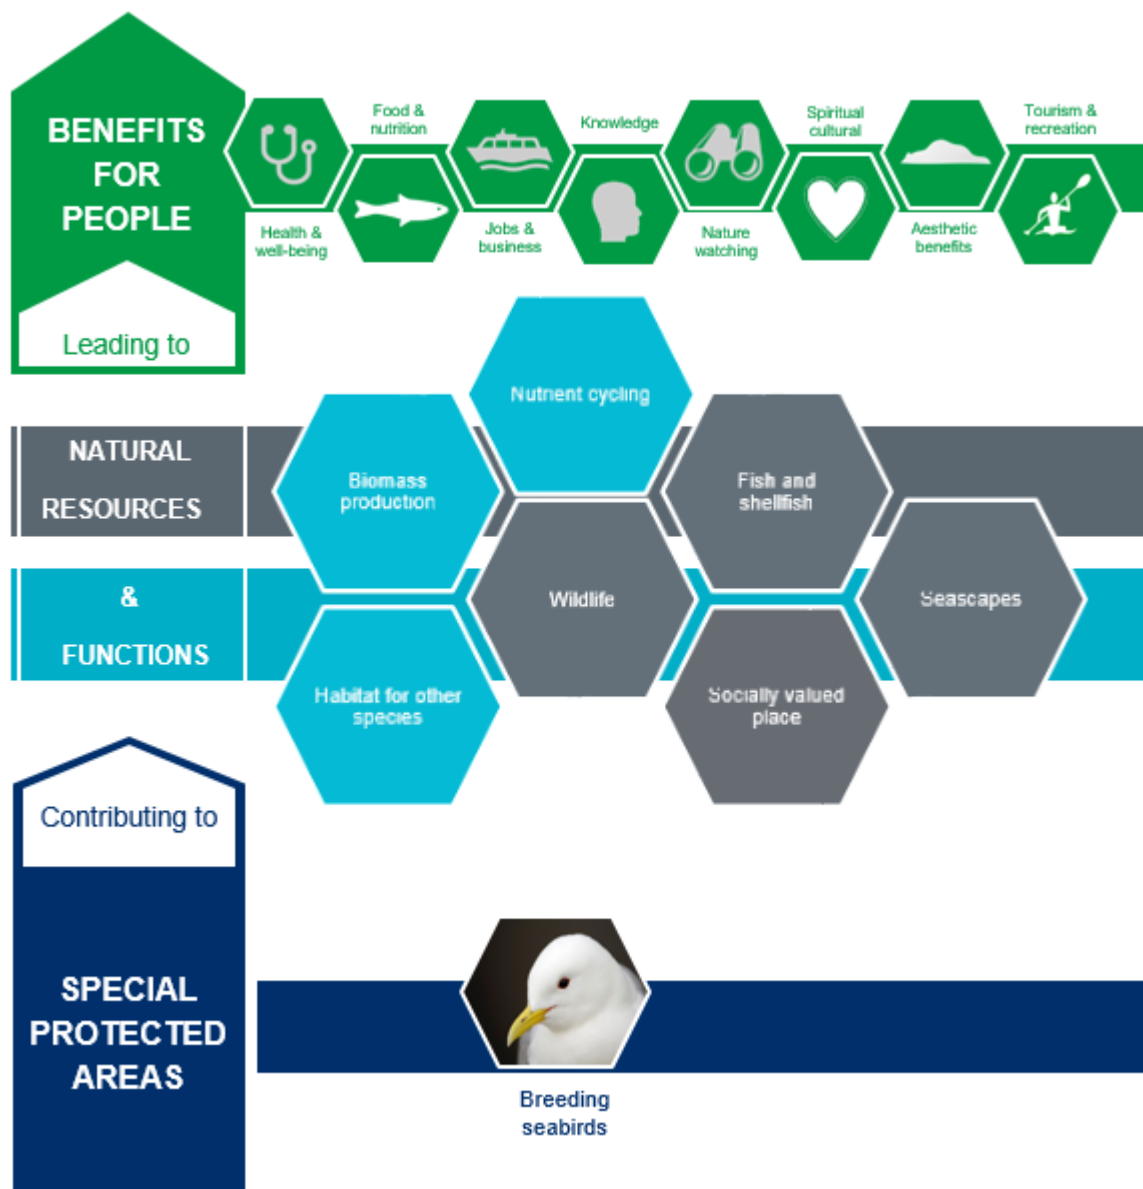 BENEFITS
FOR
PEOPLE
Leading to
Health &
well-being
Food &
nutrition
Jobs &
business
Knowledge
Nature
watching
Spiritual
cultural
Aesthetic
benefits
Tourism &
recreation
NATURAL
RESOURCES
&
FUNCTIONS
Nutrient cycling
Biomass
production
Fish and
shellfish
Wildlife
Seascapes
Habitat for other
species
Socially valued
place
Contributing to
SPECIAL
PROTECTED
AREAS
Breeding
seabirds